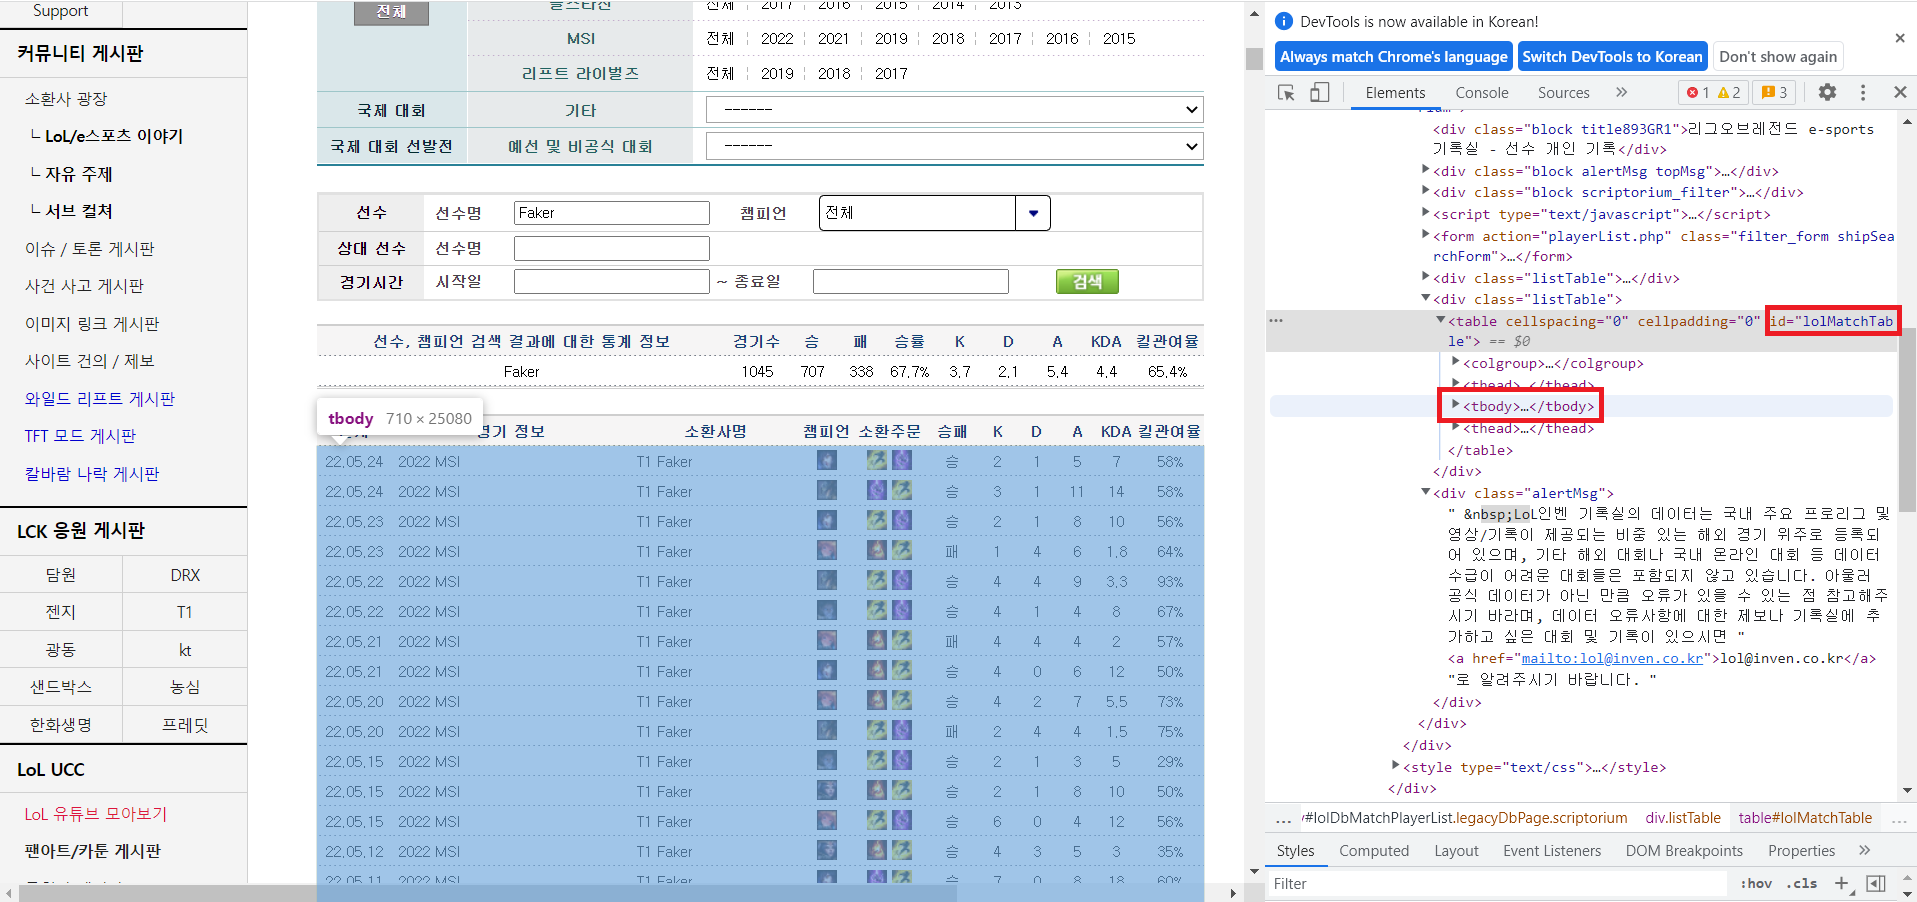 Support
커뮤니티 게시판
소환사 광장
└ LoL/e스포츠 이야기
└ 자유 주제
└ 서브 컬쳐
이슈 / 토론 게시판
사건 사고 게시판
이미지 링크 게시판
사이트 건의 / 제보
와일드 리프트 게시판
TFT 모드 게시판
칼바람 나락 게시판
LCK 응원 게시판
담원 DRX
젠지 T1
광동 kt
샌드박스 농심
한화생명 프레딧
LoL UCC
LoL 유튜브 모아보기
팬아트/카툰 게시판
전체 올스타전 전체 2017 2016 2015 2014 2013
MSI 전체 2022 2021 2019 2018 2017 2016 2015
리프트 라이벌즈 전체 2019 2018 2017
국제 대회 기타 ------
국제 대회 선발전 예선 및 비공식 대회 ------
선수 선수명 Faker 챔피언 전체
상대 선수 선수명
경기시간 시작일 ~ 종료일 검색
선수, 챔피언 검색 결과에 대한 통계 정보 경기수 승 패 승률 K D A KDA 킬관여율
Faker 1045 707 338 67.7% 3.7 2.1 5.4 4.4 65.4%
tbody 710 × 25080
경기 정보 소환사명 챔피언 소환주문 승패 K D A KDA 킬관여율
22.05.24 2022 MSI T1 Faker 승 2 1 5 7 58%
22.05.24 2022 MSI T1 Faker 승 3 1 11 14 58%
22.05.23 2022 MSI T1 Faker 승 2 1 8 10 56%
22.05.23 2022 MSI T1 Faker 패 1 4 6 1.8 64%
22.05.22 2022 MSI T1 Faker 승 4 4 9 3.3 93%
22.05.22 2022 MSI T1 Faker 승 4 1 4 8 67%
22.05.21 2022 MSI T1 Faker 패 4 4 4 2 57%
22.05.21 2022 MSI T1 Faker 승 4 0 6 12 50%
22.05.20 2022 MSI T1 Faker 승 4 2 7 5.5 73%
22.05.20 2022 MSI T1 Faker 패 2 4 4 1.5 75%
22.05.15 2022 MSI T1 Faker 승 2 1 3 5 29%
22.05.15 2022 MSI T1 Faker 승 2 1 8 10 50%
22.05.15 2022 MSI T1 Faker 승 6 0 4 12 56%
22.05.12 2022 MSI T1 Faker 승 4 3 5 3 35%
22.05.11 2022 MSI T1 Faker 승 7 0 8 18 60%
DevTools is now available in Korean!
Always match Chrome's language Switch DevTools to Korean Don't show again
Elements Console Sources » 1 2 3
<div class="block title893GR1">리그오브레전드 e-sports
기록실 - 선수 개인 기록</div>
<div class="block alertMsg topMsg">…</div>
<div class="block scriptorium_filter">…</div>
<script type="text/javascript">…</script>
<form action="playerList.php" class="filter_form shipSea
rchForm">…</form>
<div class="listTable">…</div>
<div class="listTable">
<table cellspacing="0" cellpadding="0" id="lolMatchTab
le"> == $0
<colgroup>…</colgroup>
<thead>…</thead>
<tbody>…</tbody>
<thead>…</thead>
</table>
</div>
<div class="alertMsg">
" &nbsp;LoL인벤 기록실의 데이터는 국내 주요 프로리그 및
영상/기록이 제공되는 비중 있는 해외 경기 위주로 등록되
어 있으며, 기타 해외 대회나 국내 온라인 대회 등 데이터
수급이 어려운 대회들은 포함되지 않고 있습니다. 아울러
공식 데이터가 아닌 만큼 오류가 있을 수 있는 점 참고해주
시기 바라며, 데이터 오류사항에 대한 제보나 기록실에 추
가하고 싶은 대회 및 기록이 있으시면 "
<a href="mailto:lol@inven.co.kr">lol@inven.co.kr</a>
"로 알려주시기 바랍니다. "
</div>
</div>
</div>
<style type="text/css">…</style>
</div>
… v#lolDbMatchPlayerList.legacyDbPage.scriptorium div.listTable table#lolMatchTable …
Styles Computed Layout Event Listeners DOM Breakpoints Properties »
Filter :hov .cls +